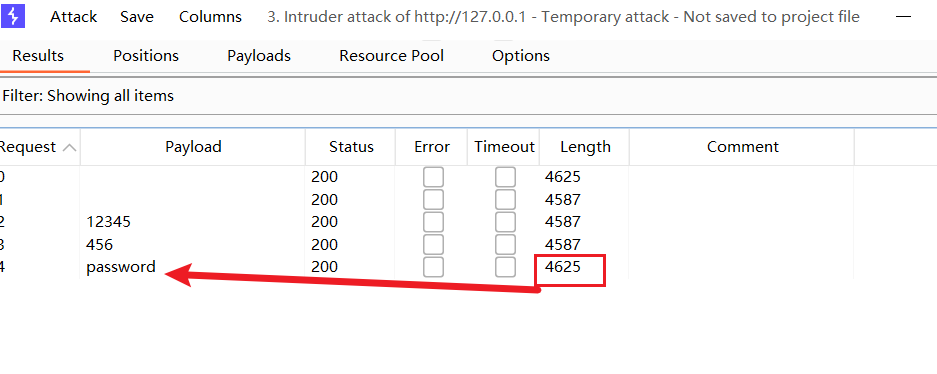 Attack Save Columns 3. Intruder attack of http://127.0.0.1 - Temporary attack - Not saved to project file
Results Positions Payloads Resource Pool Options
Filter: Showing all items
Request Payload Status Error Timeout Length Comment
0 200 4625
1 200 4587
2 12345 200 4587
3 456 200 4587
4 password 200 4625